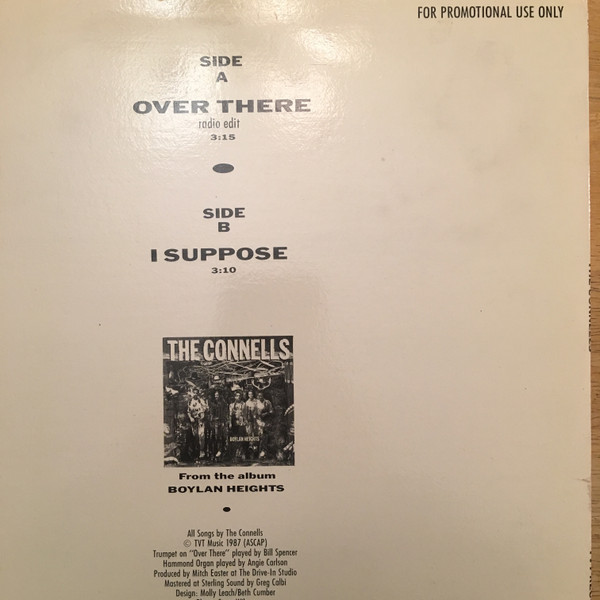 FOR PROMOTIONAL USE ONLY
SIDE
A
OVER THERE
radio edit
3:15
SIDE
B
I SUPPOSE
3:10
THE CONNELLS
BOYLAN HEIGHTS
From the album
BOYLAN HEIGHTS
All Songs by The Connells
© TVT Music 1987 (ASCAP)
Trumpet on "Over There" played by Bill Spencer
Hammond Organ played by Angie Carlson
Produced by Mitch Easter at The Drive-In Studio
Mastered at Sterling Sound by Greg Calbi
Design: Molly Leach/Beth Cumber